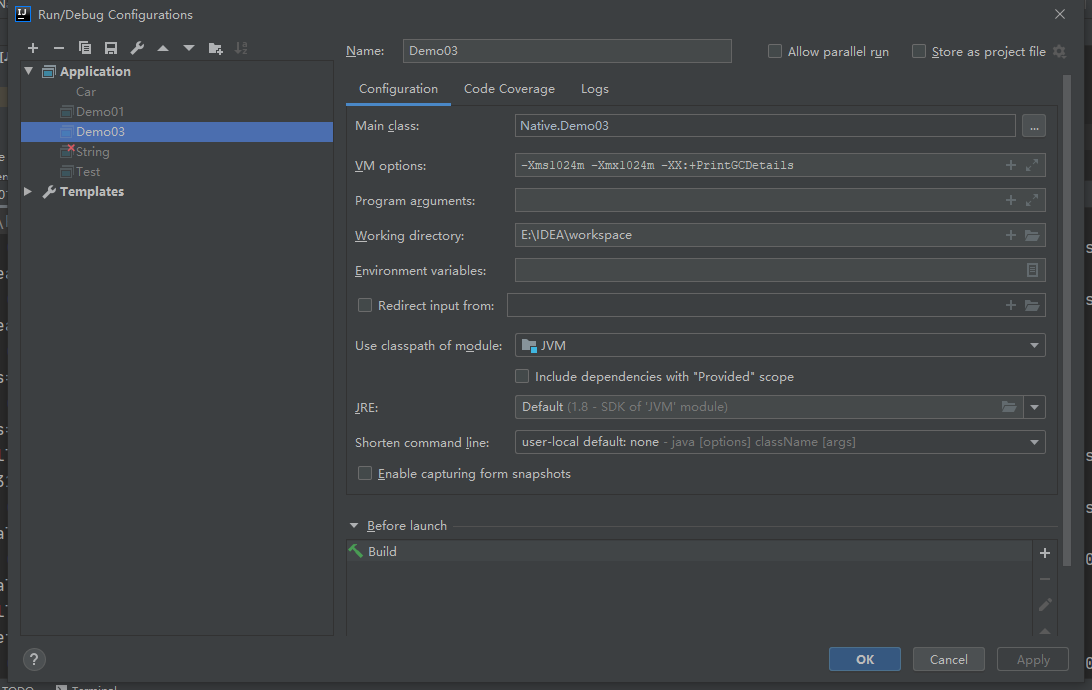 Run/Debug Configurations
Name: Demo03 Allow parallel run Store as project file
Application
Car
Demo01
Demo03
String
Test
Templates
Configuration Code Coverage Logs
Main class: Native.Demo03 ...
VM options: -Xms1024m -Xmx1024m -XX:+PrintGCDetails
Program arguments:
Working directory: E:\IDEA\workspace
Environment variables:
Redirect input from:
Use classpath of module: JVM
Include dependencies with "Provided" scope
JRE: Default (1.8 - SDK of 'JVM' module)
Shorten command line: user-local default: none - java [options] className [args]
Enable capturing form snapshots
Before launch
Build
? OK Cancel Apply